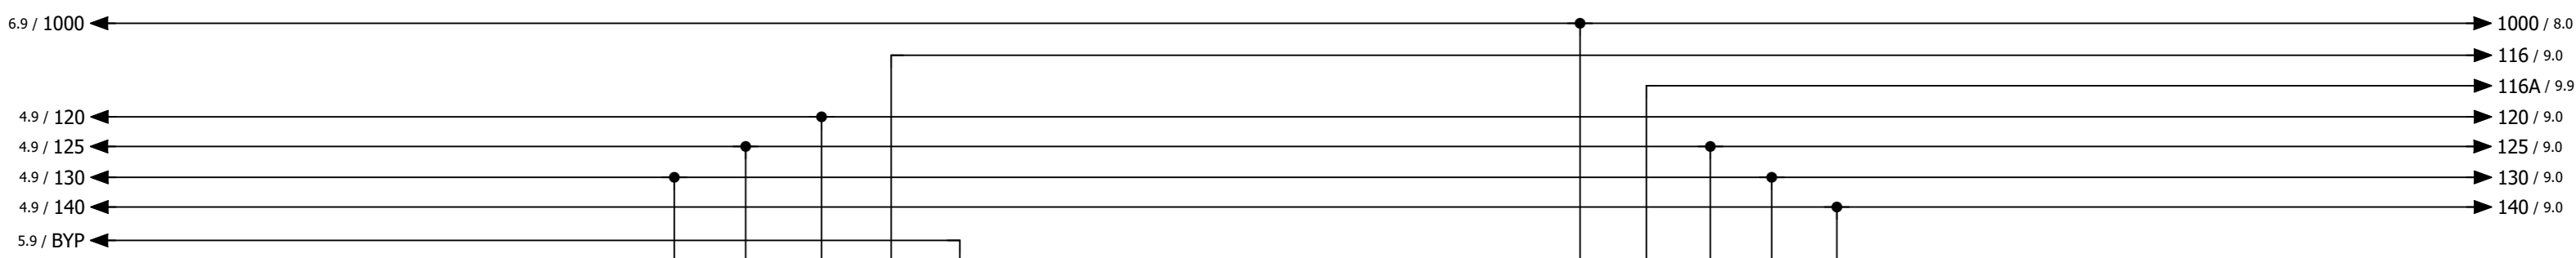 6.9 / 1000 1000 / 8.0
116 / 9.0
116A / 9.9
4.9 / 120 120 / 9.0
4.9 / 125 125 / 9.0
4.9 / 130 130 / 9.0
4.9 / 140 140 / 9.0
5.9 / BYP